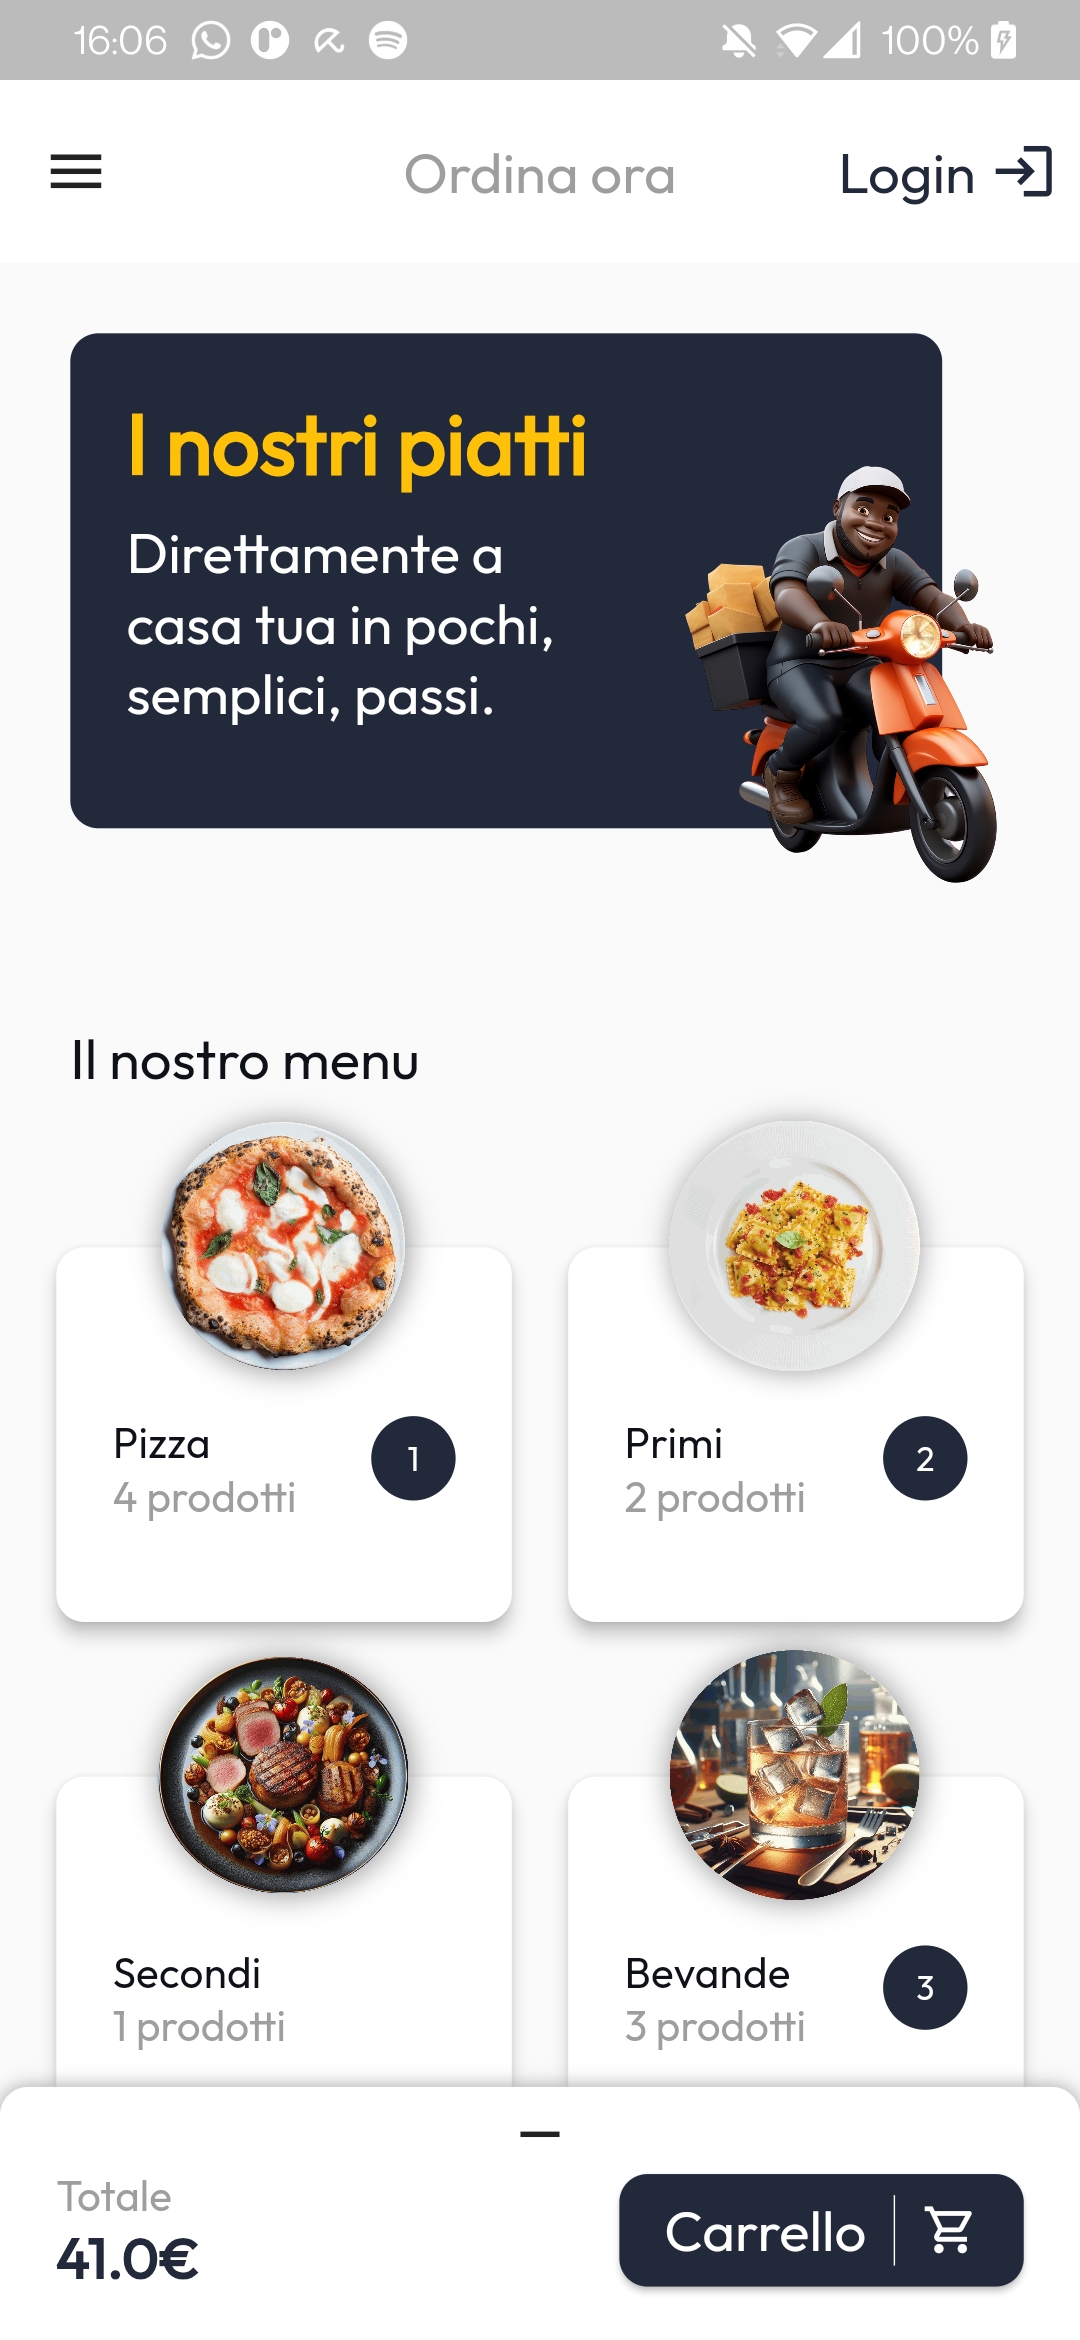 16:06
100%
Ordina ora
Login
I nostri piatti
Direttamente a
casa tua in pochi,
semplici, passi.
Il nostro menu
Pizza
4 prodotti
1
Primi
2 prodotti
2
Secondi
1 prodotti
Bevande
3 prodotti
3
Totale
41.0€
Carrello